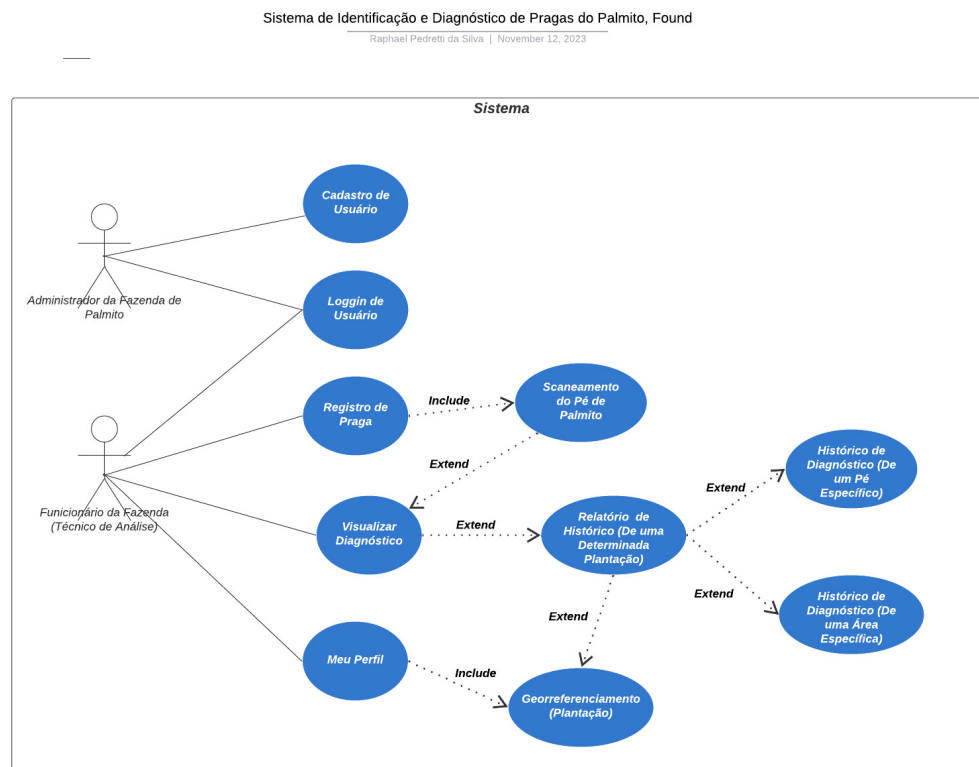 Sistema de Identificação e Diagnóstico de Pragas do Palmito, Found
Raphael Pedretti da Silva | November 12, 2023
Sistema
Cadastro de
Usuário
Administrador da Fazenda de
Palmito
Loggin de
Usuário
Registro de
Praga
Include
Scaneamento
do Pé de
Palmito
Extend
Funicionário da Fazenda
(Técnico de Análise)
Visualizar
Diagnóstico
Extend
Relatório de
Histórico (De uma
Determinada
Plantação)
Extend
Histórico de
Diagnóstico (De
um Pé
Específico)
Extend
Histórico de
Diagnóstico (De
uma Área
Específica)
Extend
Meu Perfil
Include
Georreferenciamento
(Plantação)